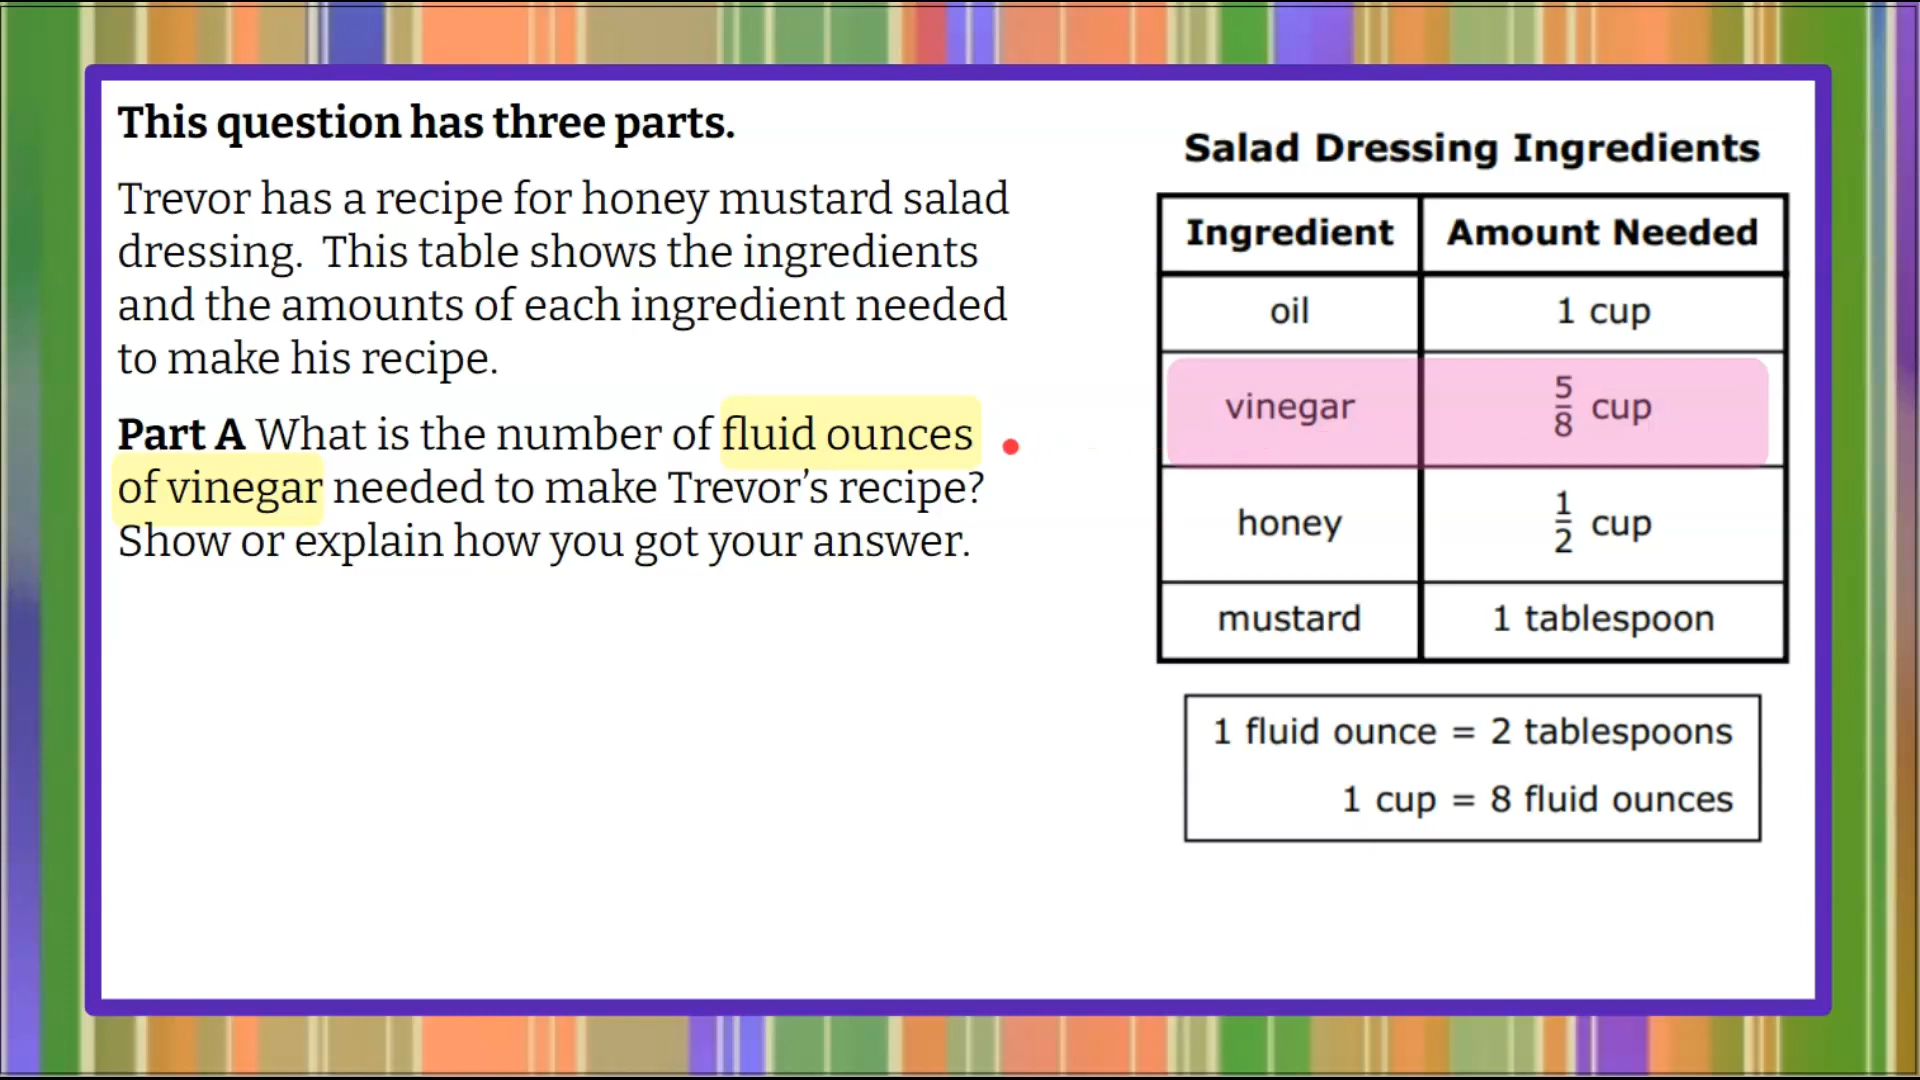 This question has three parts.
Trevor has a recipe for honey mustard salad
dressing.  This table shows the ingredients
and the amounts of each ingredient needed
to make his recipe.
Part A What is the number of fluid ounces
of vinegar needed to make Trevor’s recipe?
Show or explain how you got your answer.
Salad Dressing Ingredients
Ingredient Amount Needed
oil 1 cup
vinegar 5/8 cup
honey 1/2 cup
mustard 1 tablespoon
1 fluid ounce = 2 tablespoons
1 cup = 8 fluid ounces